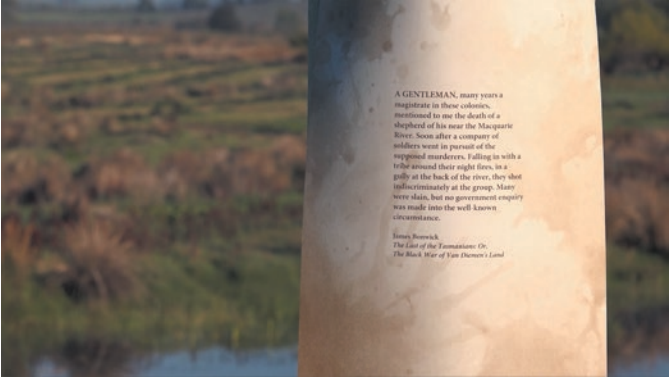 A GENTLEMAN, many years a
magistrate in these colonies,
mentioned to me the death of a
shepherd of his near the Macquarie
River. Soon after a company of
soldiers went in pursuit of the
supposed murderers. Falling in with a
tribe around their night fires, in a
gully at the back of the river, they shot
indiscriminately at the group. Many
were slain, but no government enquiry
was made into the well-known
circumstance.
James Bonwick
The Last of the Tasmanians: Or,
The Black War of Van Diemen's Land